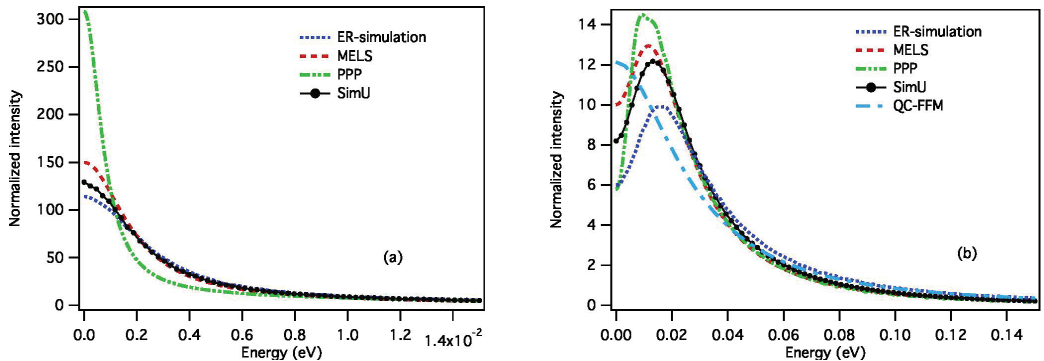 300
250
200
150
100
50
0
Normalized intensity
ER-simulation
MELS
PPP
SimU
(a)
0.0 0.2 0.4 0.6 0.8 1.0 1.2 1.4x10-2
Energy (eV)
14
12
10
8
6
4
2
0
Normalized intensity
ER-simulation
MELS
PPP
SimU
QC-FFM
(b)
0.00 0.02 0.04 0.06 0.08 0.10 0.12 0.14
Energy (eV)